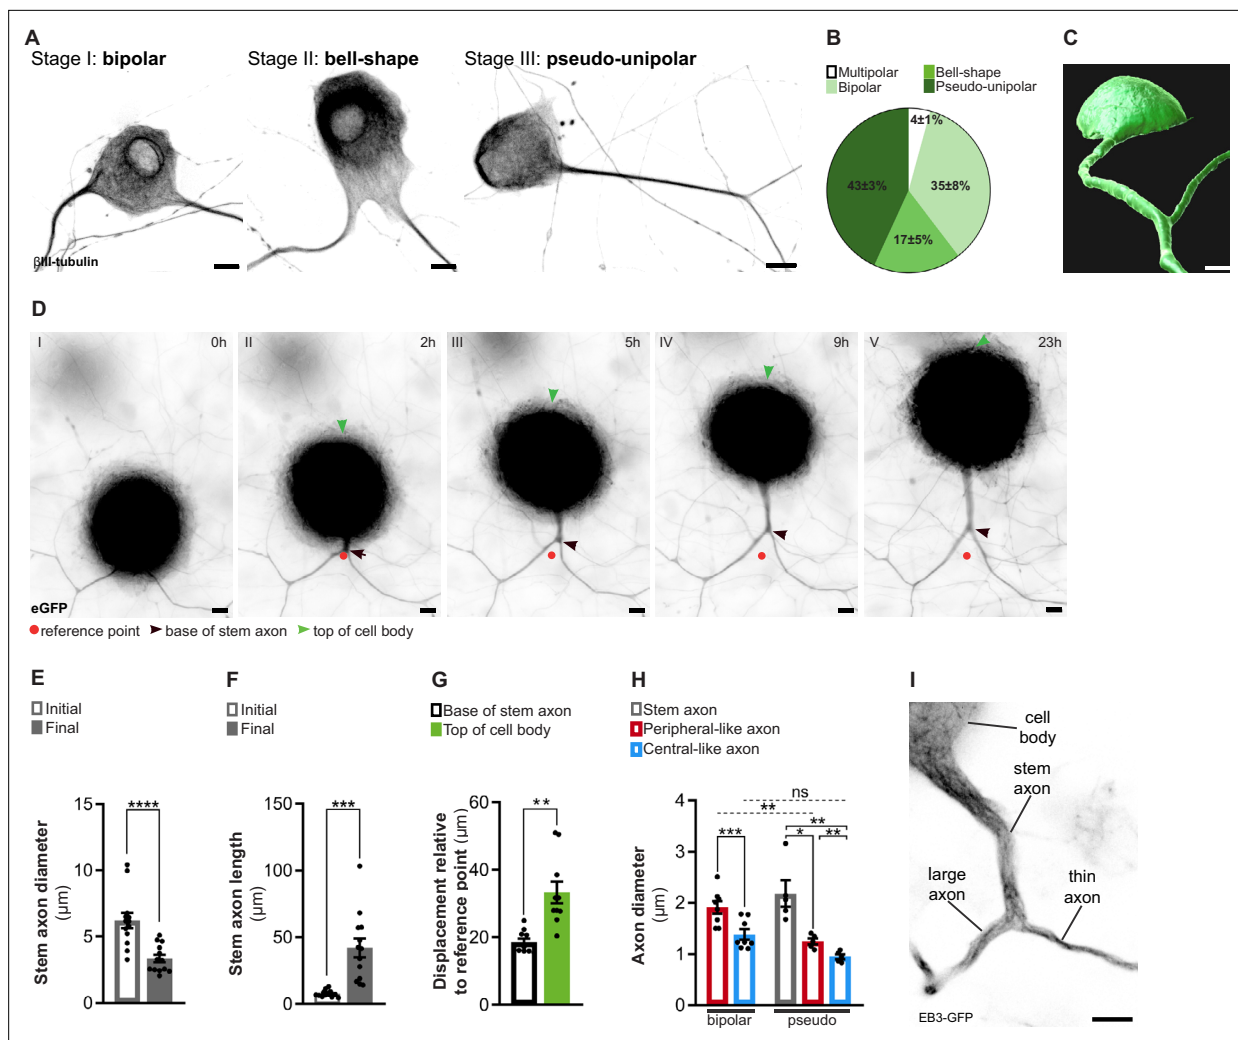 A
Stage I: bipolar
Stage II: bell-shape
Stage III: pseudo-unipolar
βIII-tubulin
B
Multipolar
Bell-shape
Bipolar
Pseudo-unipolar
4±1%
43±3%
35±8%
17±5%
C
D
I
0h
II
2h
III
5h
IV
9h
V
23h
eGFP
reference point
base of stem axon
top of cell body
E
Initial
Final
Stem axon diameter
(μm)
15
10
5
0
****
F
Initial
Final
Stem axon length
(μm)
150
100
50
0
***
G
Base of stem axon
Top of cell body
Displacement relative
to reference point (μm)
60
40
20
0
**
H
Stem axon
Peripheral-like axon
Central-like axon
Axon diameter
(μm)
4
3
2
1
0
ns
**
**
***
*
**
bipolar
pseudo
I
cell
body
stem
axon
large
axon
thin
axon
EB3-GFP